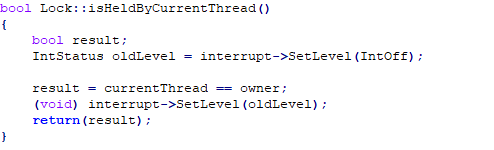 bool Lock::isHeldByCurrentThread()
{
    bool result;
    IntStatus oldLevel = interrupt->SetLevel(IntOff);

    result = currentThread == owner;
    (void) interrupt->SetLevel(oldLevel);
    return(result);
}